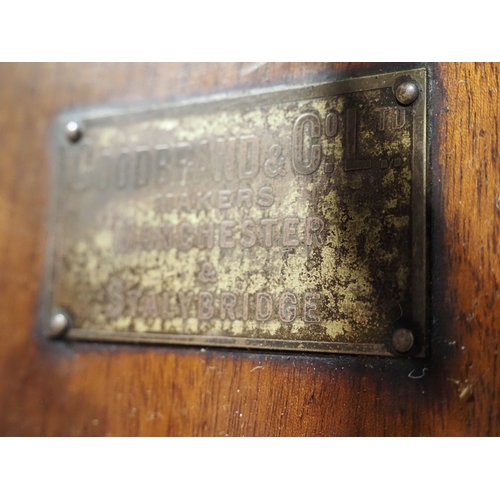 GOODBRAND & Co. LTD
MAKERS
MANCHESTER
&
STALYBRIDGE